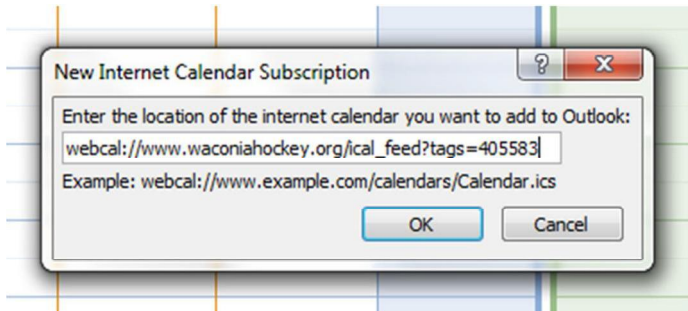 New Internet Calendar Subscription
Enter the location of the internet calendar you want to add to Outlook:
webcal://www.waconiahockey.org/ical_feed?tags=405583
Example: webcal://www.example.com/calendars/Calendar.ics
OK Cancel